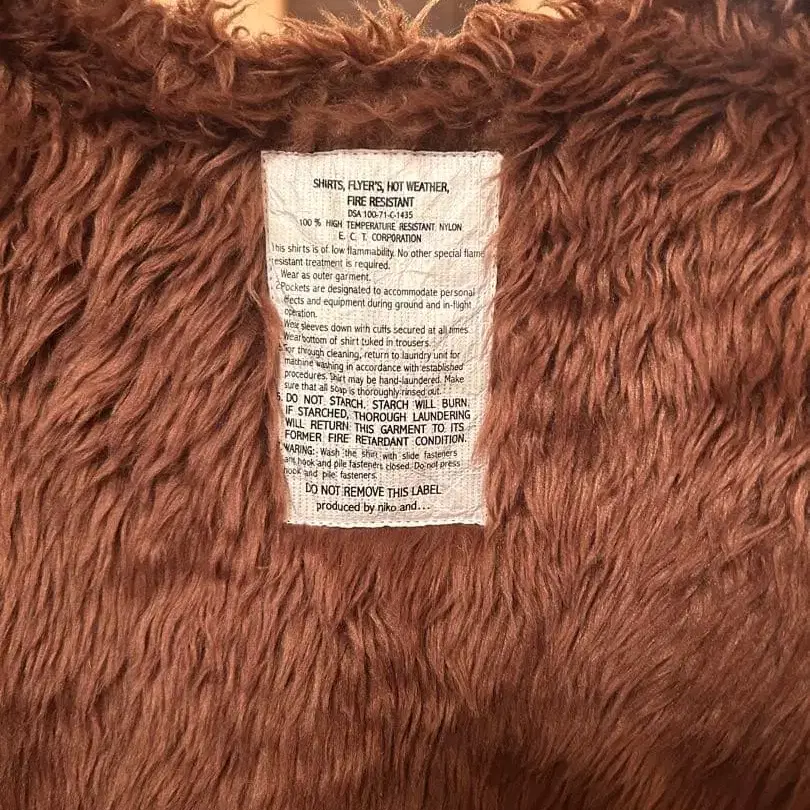 SHIRTS, FLYER'S, HOT WEATHER,
FIRE RESISTANT
DSA 100-71-C-1435
100 % HIGH TEMPERATURE RESISTANT NYLON
E. C. T. CORPORATION
This shirts is of low flammability. No other special flame
resistant treatment is required.
Wear as outer garment.
2.Pockets are designated to accommodate personal
effects and equipment during ground and in-flight
operation.
Wear sleeves down with cuffs secured at all times.
Wear bottom of shirt tuked in trousers.
For through cleaning, return to laundry unit for
machine washing in accordance with established
procedures. Shirt may be hand-laundered. Make
sure that all soap is thoroughly rinsed out.
5. DO NOT STARCH. STARCH WILL BURN.
IF STARCHED, THOROUGH LAUNDERING
WILL RETURN THIS GARMENT TO ITS
FORMER FIRE RETARDANT CONDITION.
WARING: Wash the shirt with slide fasteners
and hook and pile fasteners closed. Do not press
hook and pile fasteners.
DO NOT REMOVE THIS LABEL
produced by niko and...